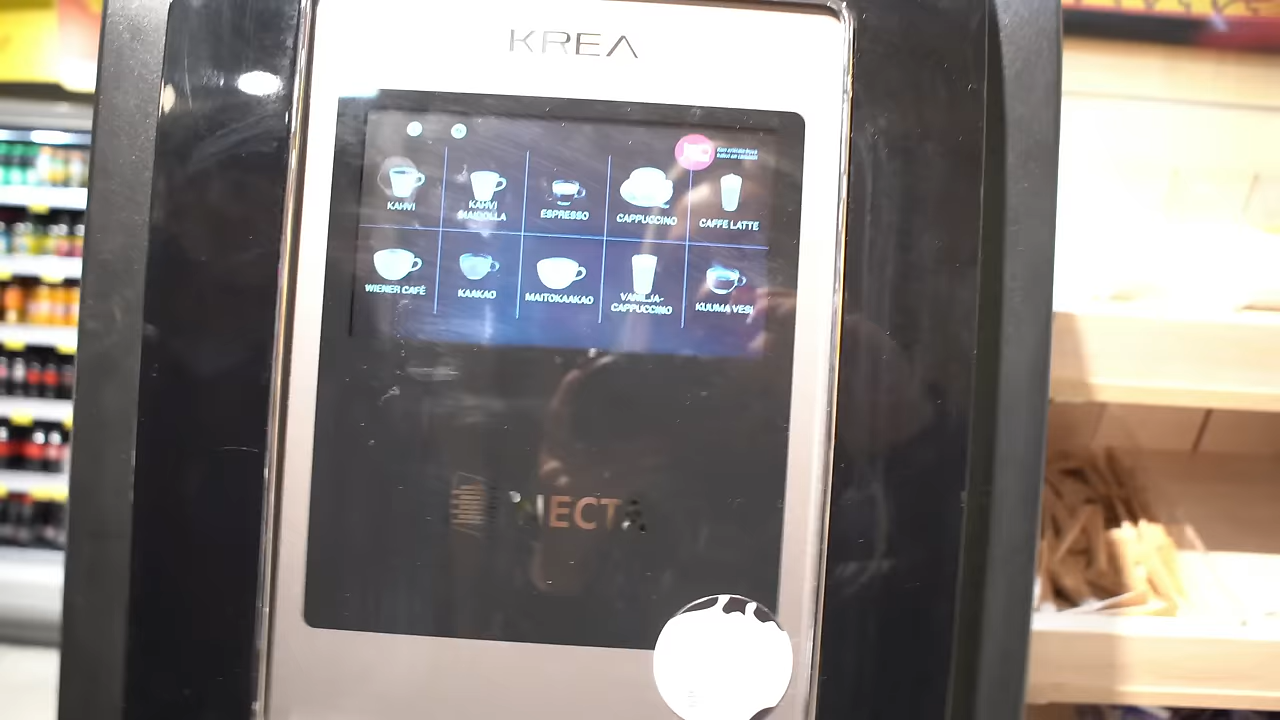 KREA
KAHVI
KAHVI
MAIDOLLA
ESPRESSO
CAPPUCCINO
CAFFE LATTE
WIENER CAFÉ
KAAKAO
MAITOKAAKAO
VANILJA-
CAPPUCCINO
KUUMA VESI
NECTA